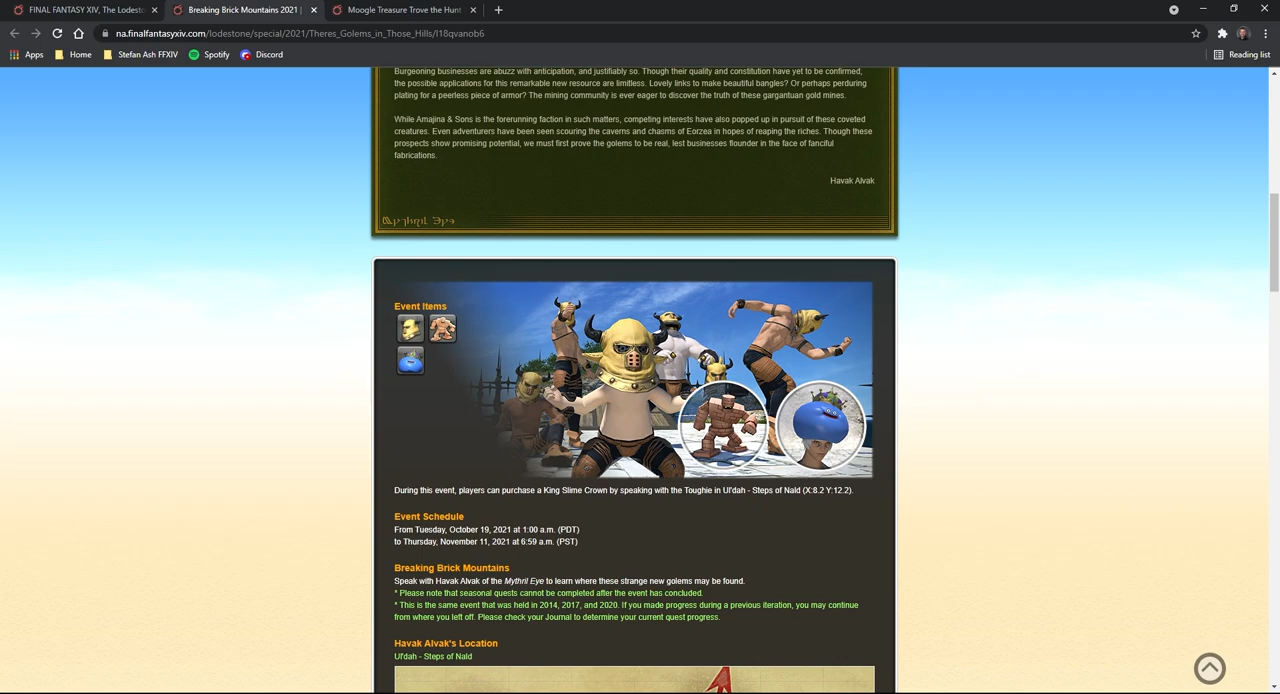 FINAL FANTASY XIV, The Lodest
Breaking Brick Mountains 2021 |
Moogle Treasure Trove the Hunt
na.finalfantasyxiv.com/lodestone/special/2021/Theres_Golems_in_Those_Hills/l18qvanob6
Apps Home Stefan Ash FFXIV Spotify Discord Reading list
Burgeoning businesses are abuzz with anticipation, and justifiably so. Though their quality and constitution have yet to be confirmed,
the possible applications for this remarkable new resource are limitless. Lovely links to make beautiful bangles? Or perhaps perduring
plating for a peerless piece of armor? The mining community is ever eager to discover the truth of these gargantuan gold mines.
While Amajina & Sons is the forerunning faction in such matters, competing interests have also popped up in pursuit of these coveted
creatures. Even adventurers have been seen scouring the caverns and chasms of Eorzea in hopes of reaping the riches. Though these
prospects show promising potential, we must first prove the golems to be real, lest businesses flounder in the face of fanciful
fabrications.
Havak Alvak
Event Items
During this event, players can purchase a King Slime Crown by speaking with the Toughie in Ul'dah - Steps of Nald (X:8.2 Y:12.2).
Event Schedule
From Tuesday, October 19, 2021 at 1:00 a.m. (PDT)
to Thursday, November 11, 2021 at 6:59 a.m. (PST)
Breaking Brick Mountains
Speak with Havak Alvak of the Mythril Eye to learn where these strange new golems may be found.
* Please note that seasonal quests cannot be completed after the event has concluded.
* This is the same event that was held in 2014, 2017, and 2020. If you made progress during a previous iteration, you may continue
from where you left off. Please check your Journal to determine your current quest progress.
Havak Alvak's Location
Ul'dah - Steps of Nald